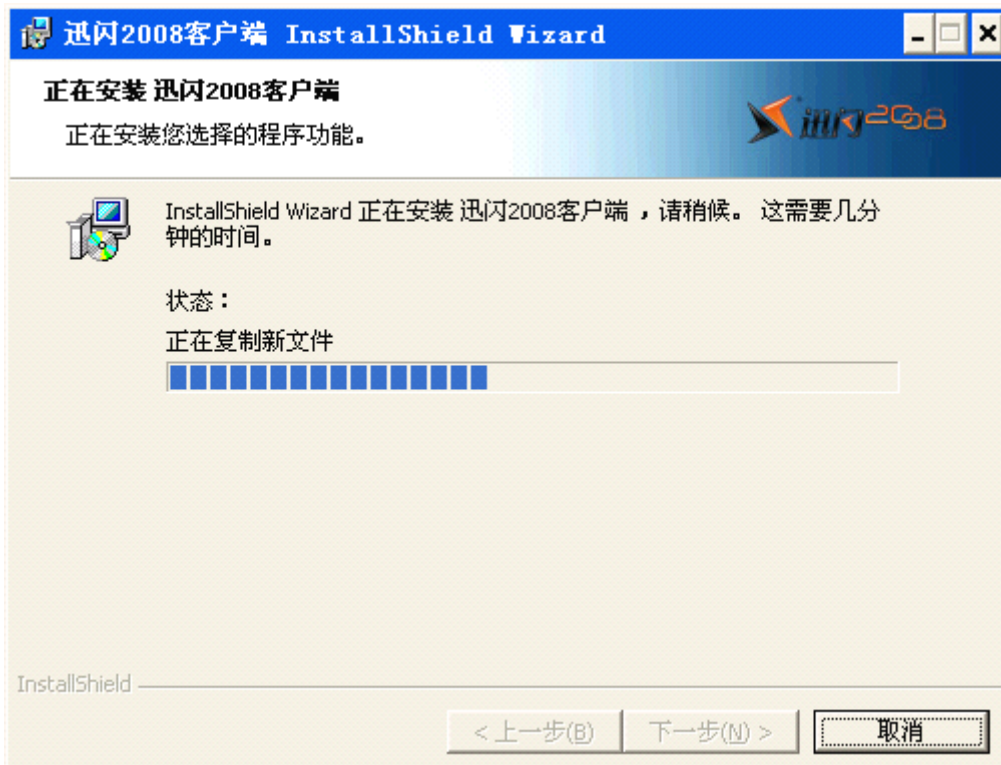 迅闪2008客户端 InstallShield Wizard
正在安装 迅闪2008客户端
正在安装您选择的程序功能。
迅闪2008
InstallShield Wizard 正在安装 迅闪2008客户端 ，请稍候。 这需要几分
钟的时间。
状态：
正在复制新文件
InstallShield
< 上一步(B)
下一步(N) >
取消